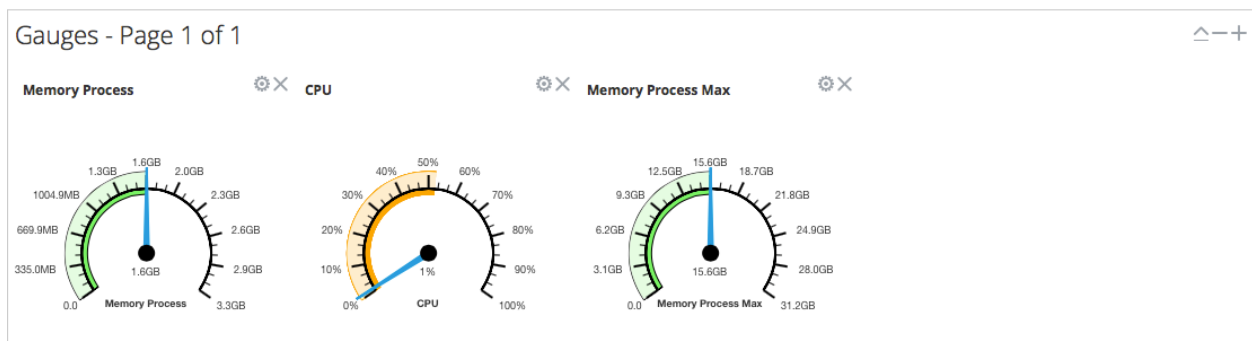 Gauges - Page 1 of 1
Memory Process
CPU
Memory Process Max
0.0
335.0MB
669.9MB
1004.9MB
1.3GB
1.6GB
2.0GB
2.3GB
2.6GB
2.9GB
3.3GB
1.6GB
Memory Process
0%
10%
20%
30%
40%
50%
60%
70%
80%
90%
100%
1%
CPU
0.0
3.1GB
6.2GB
9.3GB
12.5GB
15.6GB
18.7GB
21.8GB
24.9GB
28.0GB
31.2GB
15.6GB
Memory Process Max